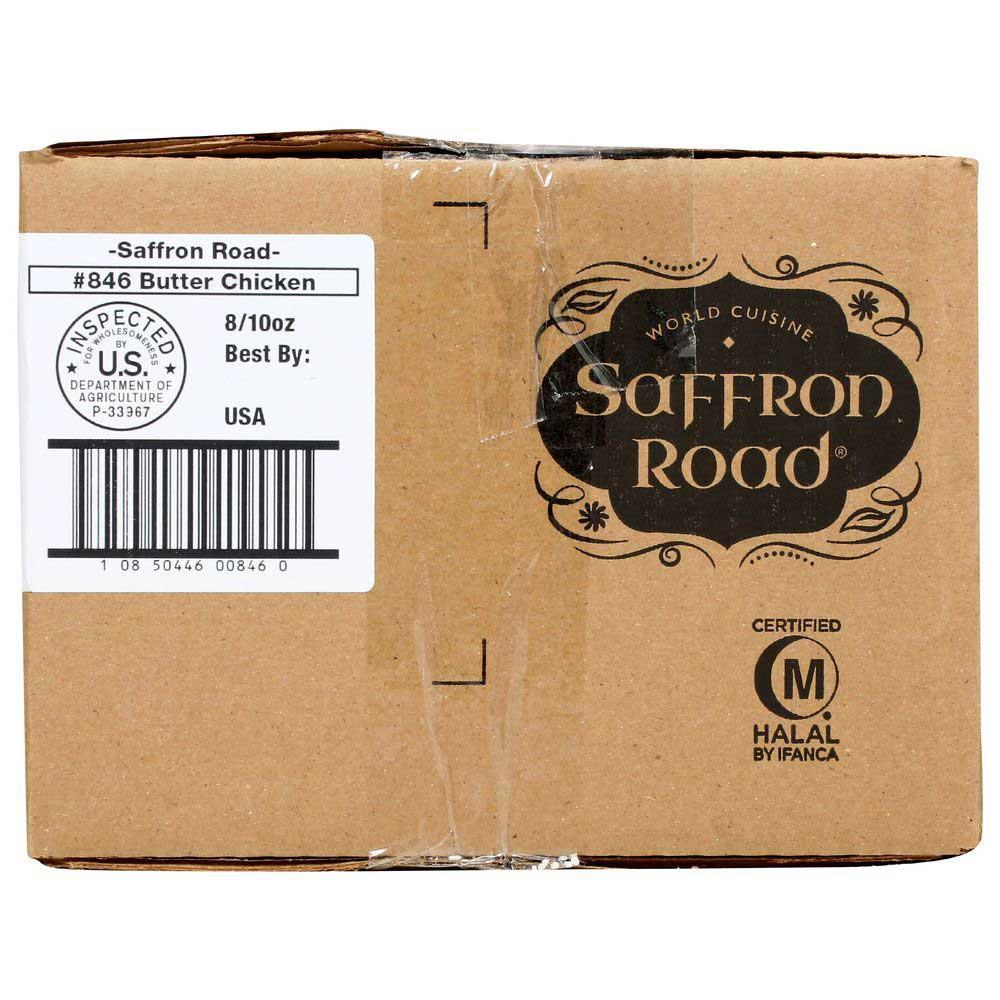 -Saffron Road-
#846 Butter Chicken
INSPECTED
FOR WHOLESOMENESS
BY
U.S.
DEPARTMENT OF
AGRICULTURE
P-33967
8/10oz
Best By:
USA
1 08 50446 00846 0
WORLD CUISINE
SAFFRON
ROAD®
CERTIFIED
M
HALAL
BY IFANCA